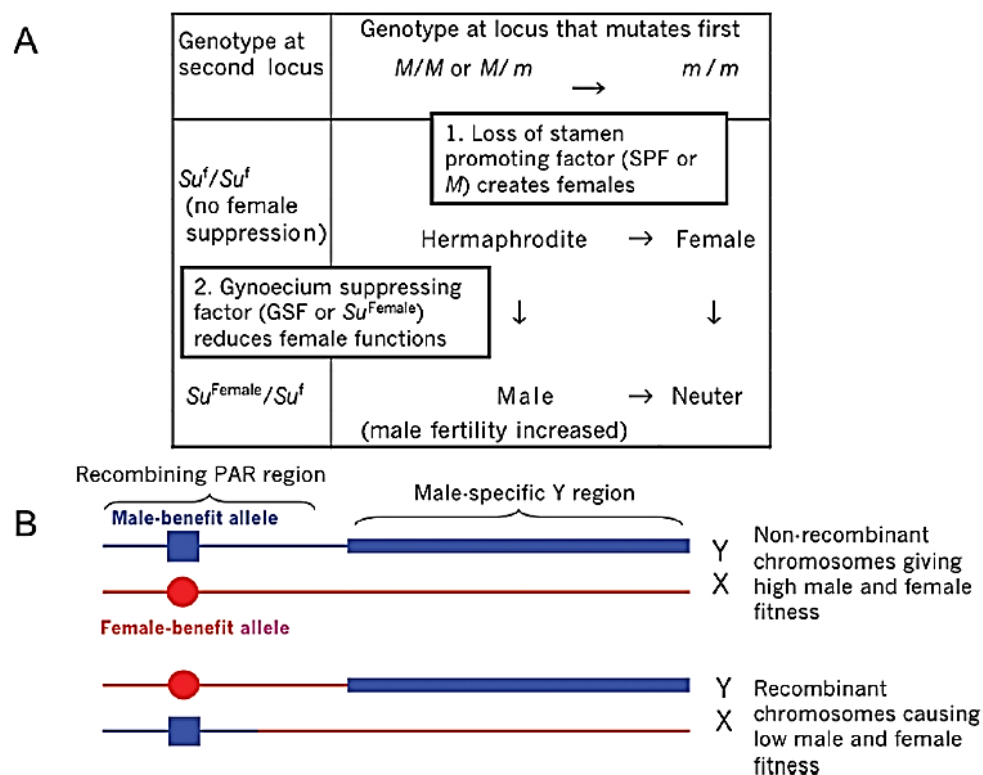 A
Genotype at
second locus
Genotype at locus that mutates first
M/M or M/m → m/m
1. Loss of stamen
promoting factor (SPF or
M) creates females
Su^f/Su^f
(no female
suppression)
Hermaphrodite → Female
2. Gynoecium suppressing
factor (GSF or Su^Female)
reduces female functions
↓ ↓
Su^Female/Su^f
Male → Neuter
(male fertility increased)
B
Recombining PAR region
Male-specific Y region
Male-benefit allele
Y
X
Non-recombinant
chromosomes giving
high male and female
fitness
Female-benefit allele
Y
X
Recombinant
chromosomes causing
low male and female
fitness